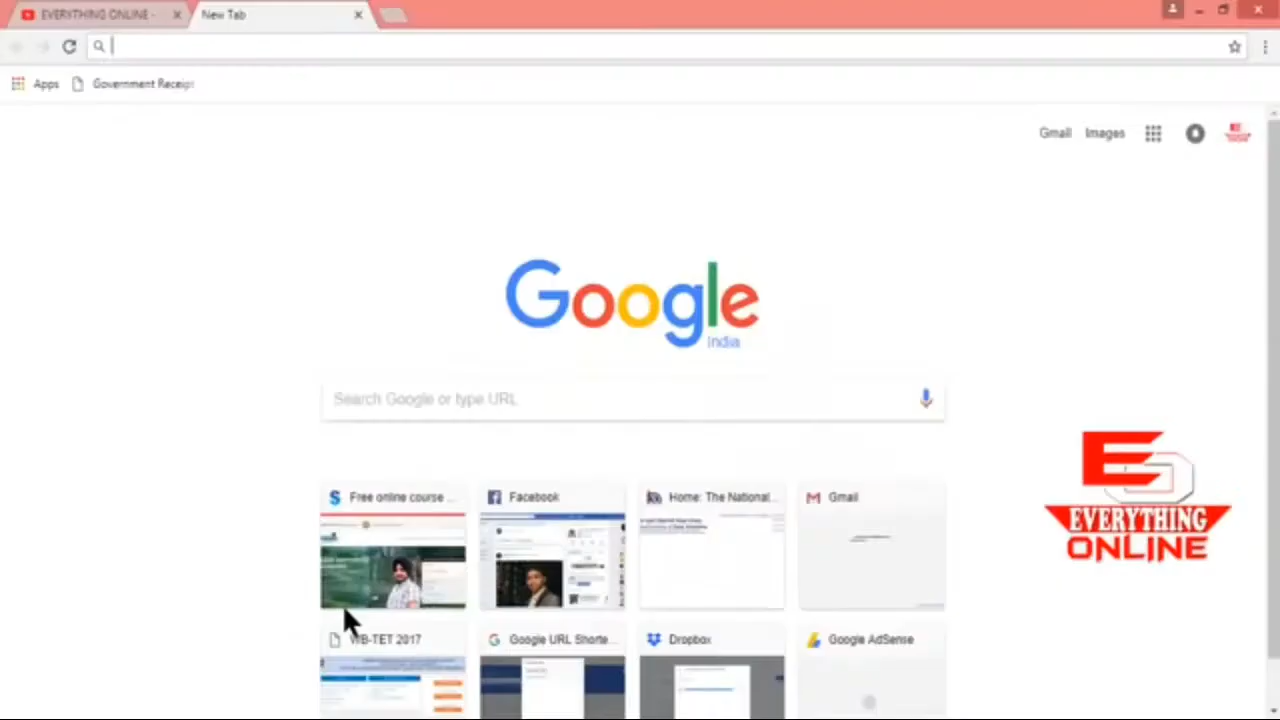 EVERYTHING ONLINE -
New Tab
Apps
Government Receipt
Gmail
Images
Google
India
Search Google or type URL
Free online course ...
Facebook
Home: The National...
Gmail
EVERYTHING
ONLINE
WB-TET 2017
Google URL Shorte...
Dropbox
Google AdSense